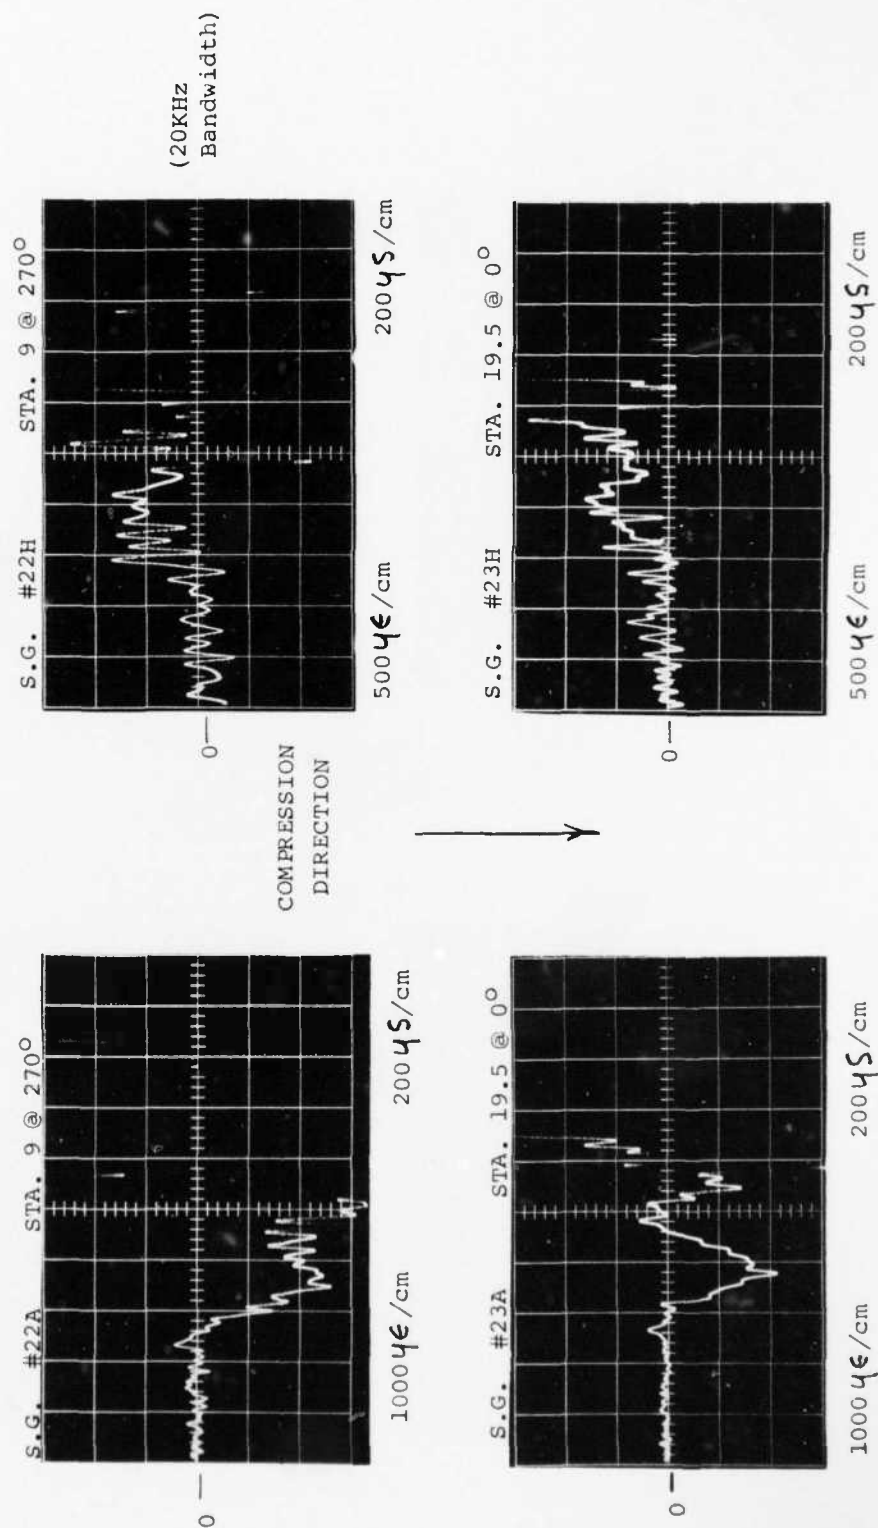 S.G. #22A STA. 9 @ 270°
0
1000με/cm 200μS/cm
S.G. #22H STA. 9 @ 270°
0
500με/cm 200μS/cm
(20KHz
Bandwidth)
COMPRESSION
DIRECTION
S.G. #23A STA. 19.5 @ 0°
0
1000με/cm 200μS/cm
S.G. #23H STA. 19.5 @ 0°
0
500με/cm 200μS/cm